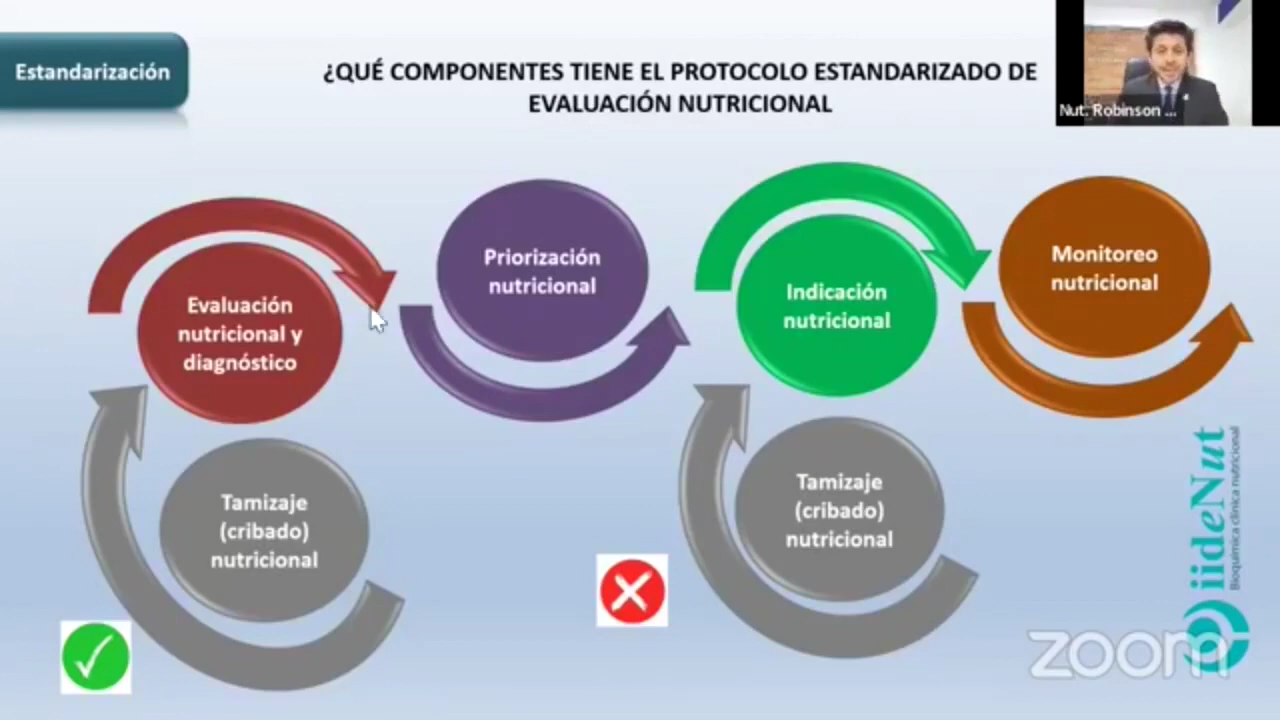 Estandarización
¿QUÉ COMPONENTES TIENE EL PROTOCOLO ESTANDARIZADO DE
EVALUACIÓN NUTRICIONAL
Nut. Robinson ...
Evaluación
nutricional y
diagnóstico
Priorización
nutricional
Indicación
nutricional
Monitoreo
nutricional
Tamizaje
(cribado)
nutricional
Tamizaje
(cribado)
nutricional
iideNut
Bioquímica clínica nutricional
zoom